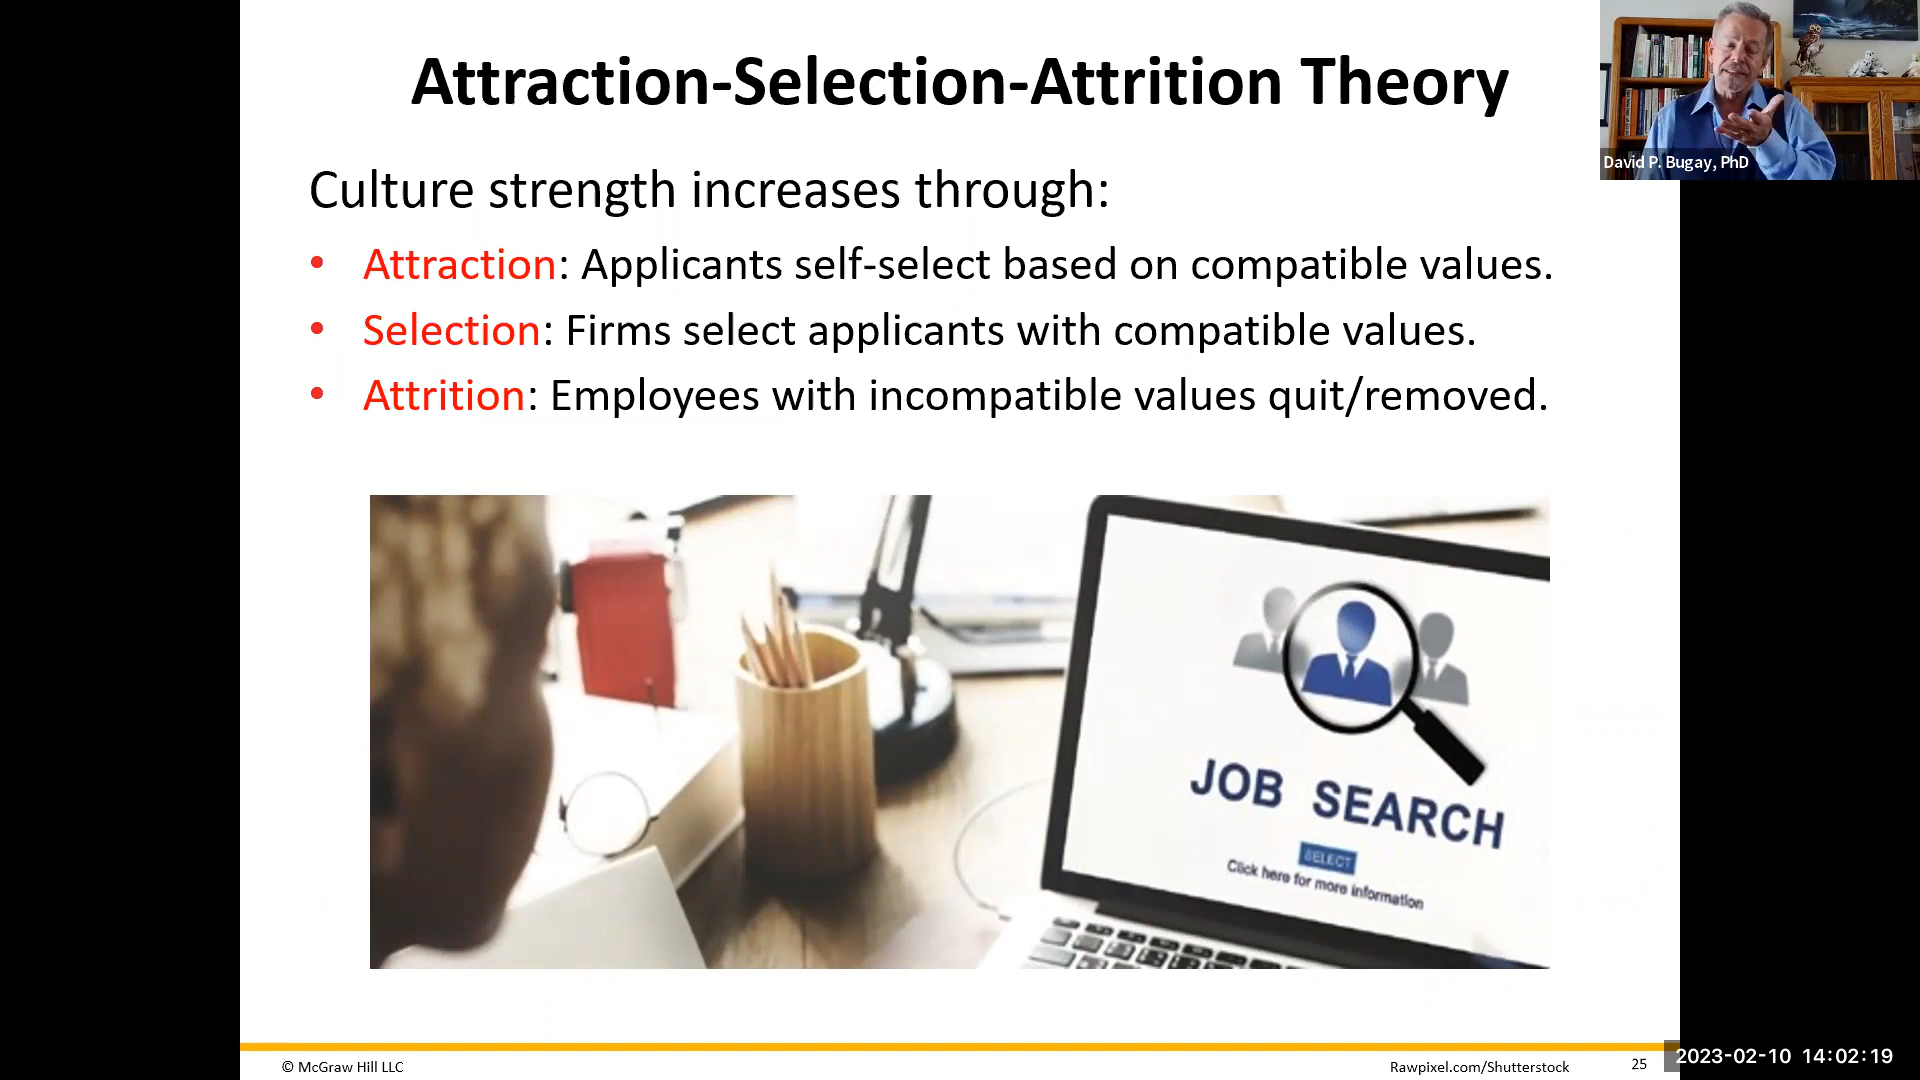 Attraction-Selection-Attrition Theory
David P. Bugay, PhD
Culture strength increases through:
• Attraction: Applicants self-select based on compatible values.
• Selection: Firms select applicants with compatible values.
• Attrition: Employees with incompatible values quit/removed.
JOB SEARCH
SELECT
Click here for more information
© McGraw Hill LLC
Rawpixel.com/Shutterstock
25
2023-02-10 14:02:19